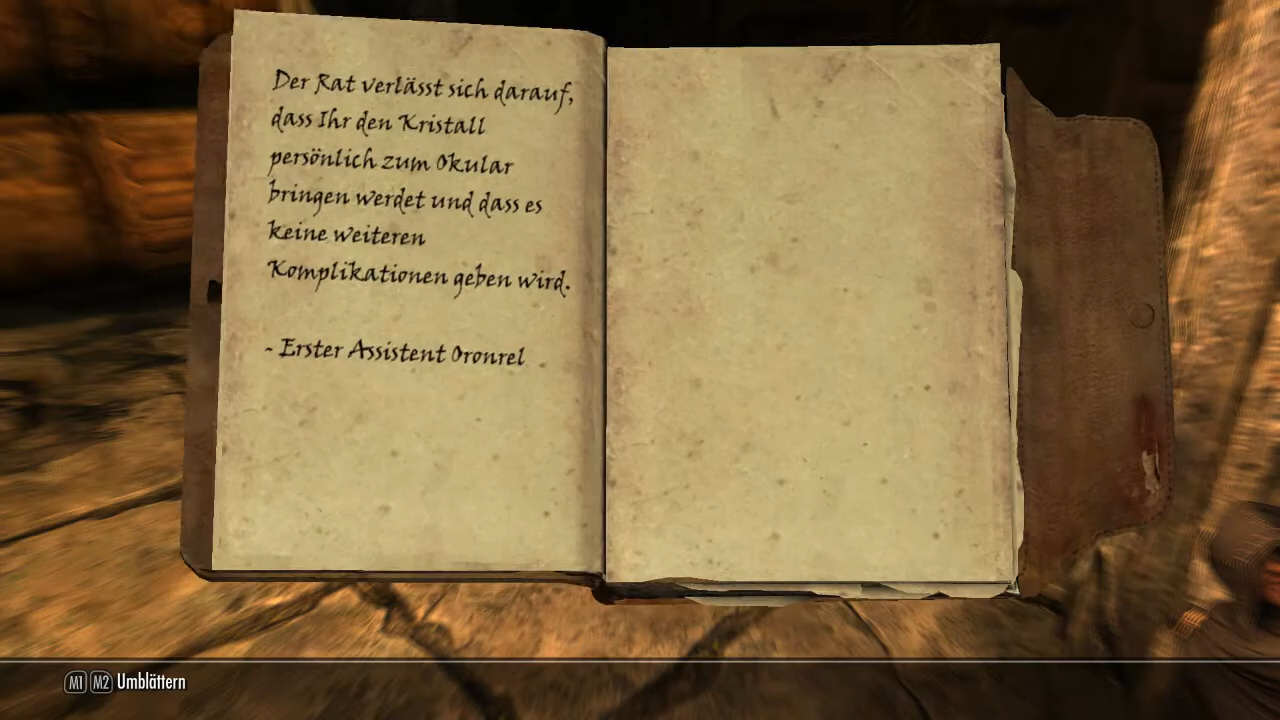 Der Rat verlässt sich darauf,
dass Ihr den Kristall
persönlich zum Okular
bringen werdet und dass es
keine weiteren
Komplikationen geben wird.
- Erster Assistent Oronrel
M1 M2 Umblättern